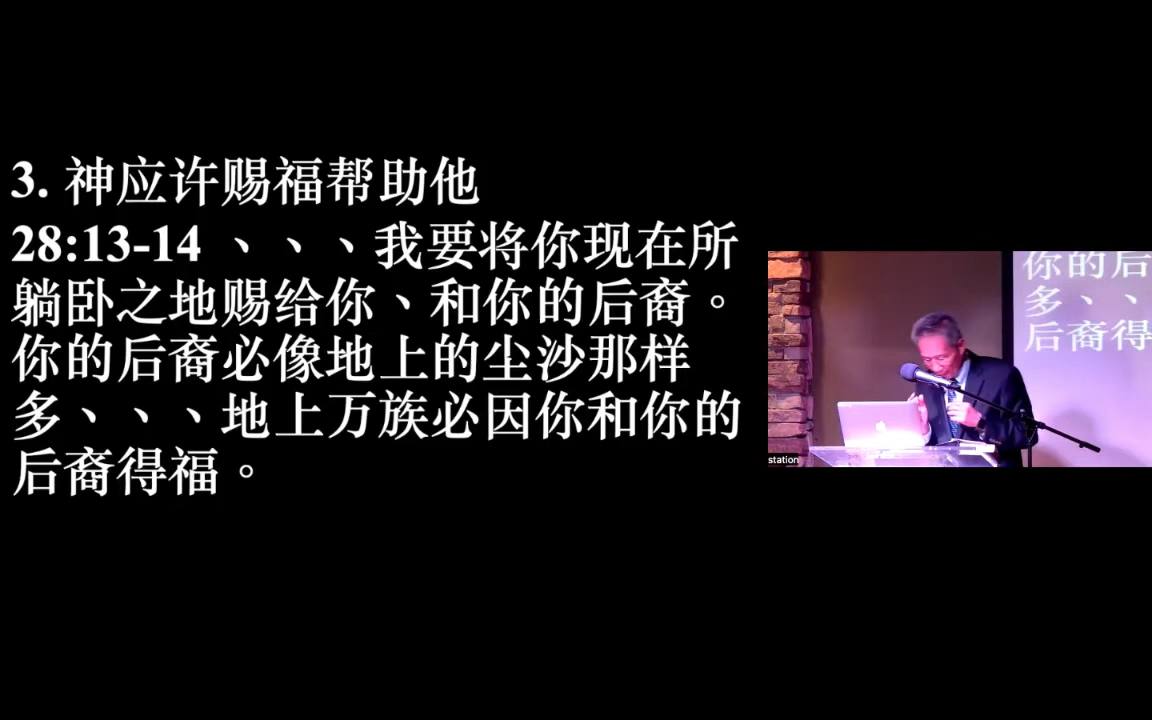 3. 神应许赐福帮助他
28:13-14 、、、我要将你现在所
躺卧之地赐给你、和你的后裔。
你的后裔必像地上的尘沙那样
多、、、地上万族必因你和你的
后裔得福。
你的后
多、、
后裔得
station